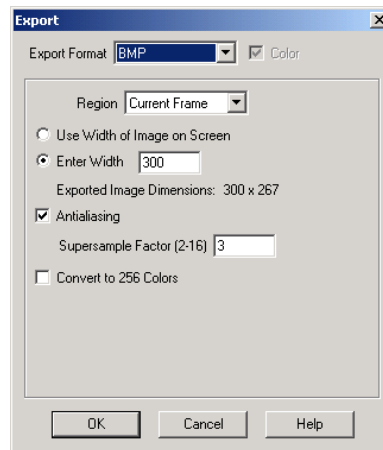 Export
Export Format BMP Color
Region Current Frame
Use Width of Image on Screen
Enter Width 300
Exported Image Dimensions: 300 x 267
Antialiasing
Supersample Factor (2-16) 3
Convert to 256 Colors
OK Cancel Help